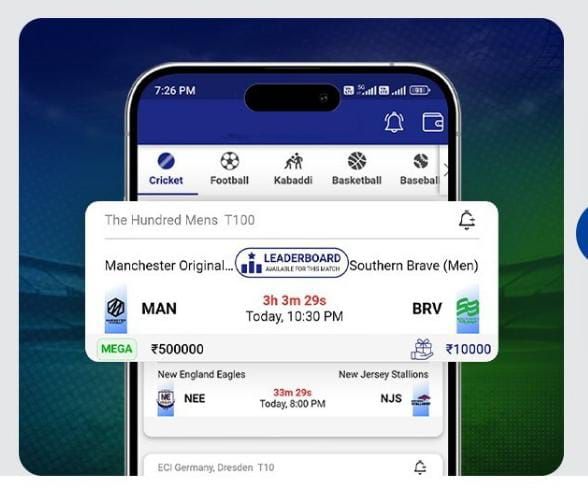 7:26 PM
5G
93
Cricket Football Kabaddi Basketball Baseball
The Hundred Mens T100
Manchester Original... LEADERBOARD Southern Brave (Men)
AVAILABLE FOR THIS MATCH
3h 3m 29s
MAN Today, 10:30 PM BRV
MEGA ₹500000 ₹10000
New England Eagles New Jersey Stallions
33m 29s
NEE Today, 8:00 PM NJS
ECI Germany, Dresden T10